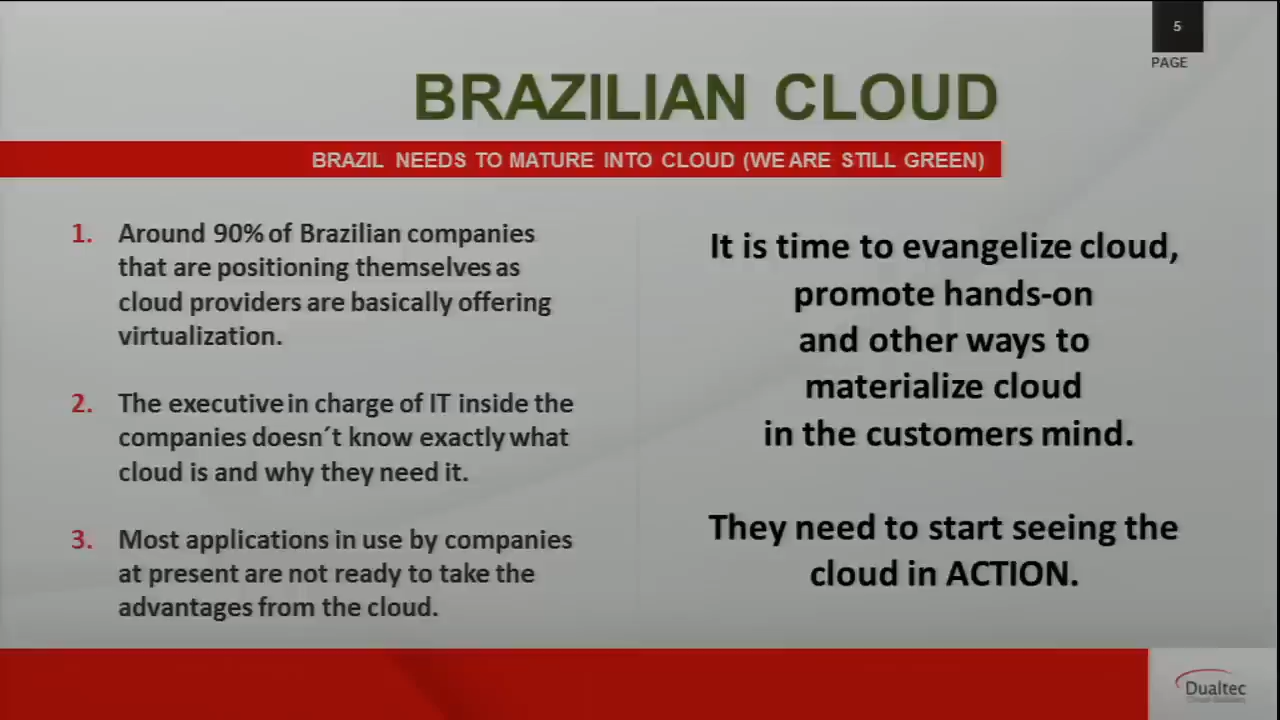 5
PAGE
BRAZILIAN CLOUD
BRAZIL NEEDS TO MATURE INTO CLOUD (WE ARE STILL GREEN)
1. Around 90% of Brazilian companies
that are positioning themselves as
cloud providers are basically offering
virtualization.
2. The executive in charge of IT inside the
companies doesn´t know exactly what
cloud is and why they need it.
3. Most applications in use by companies
at present are not ready to take the
advantages from the cloud.
It is time to evangelize cloud,
promote hands-on
and other ways to
materialize cloud
in the customers mind.
They need to start seeing the
cloud in ACTION.
Dualtec